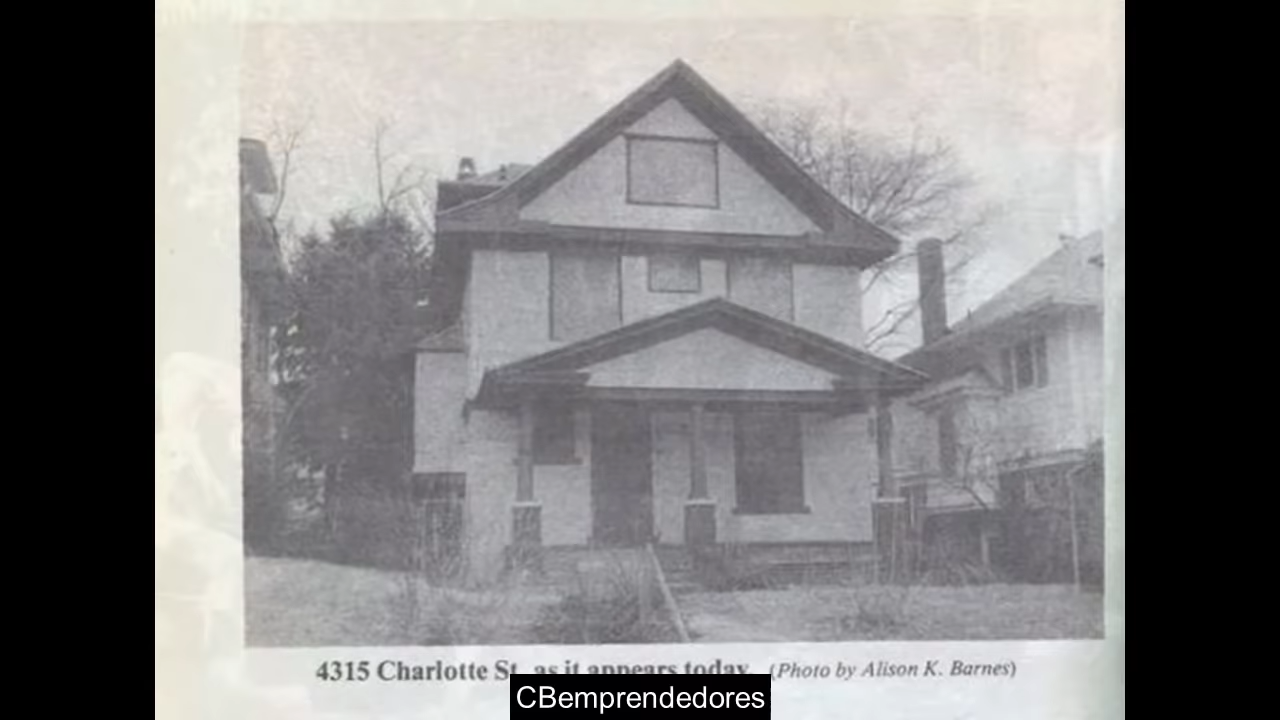 4315 Charlotte St. as it appears today. (Photo by Alison K. Barnes)
CBemprendedores